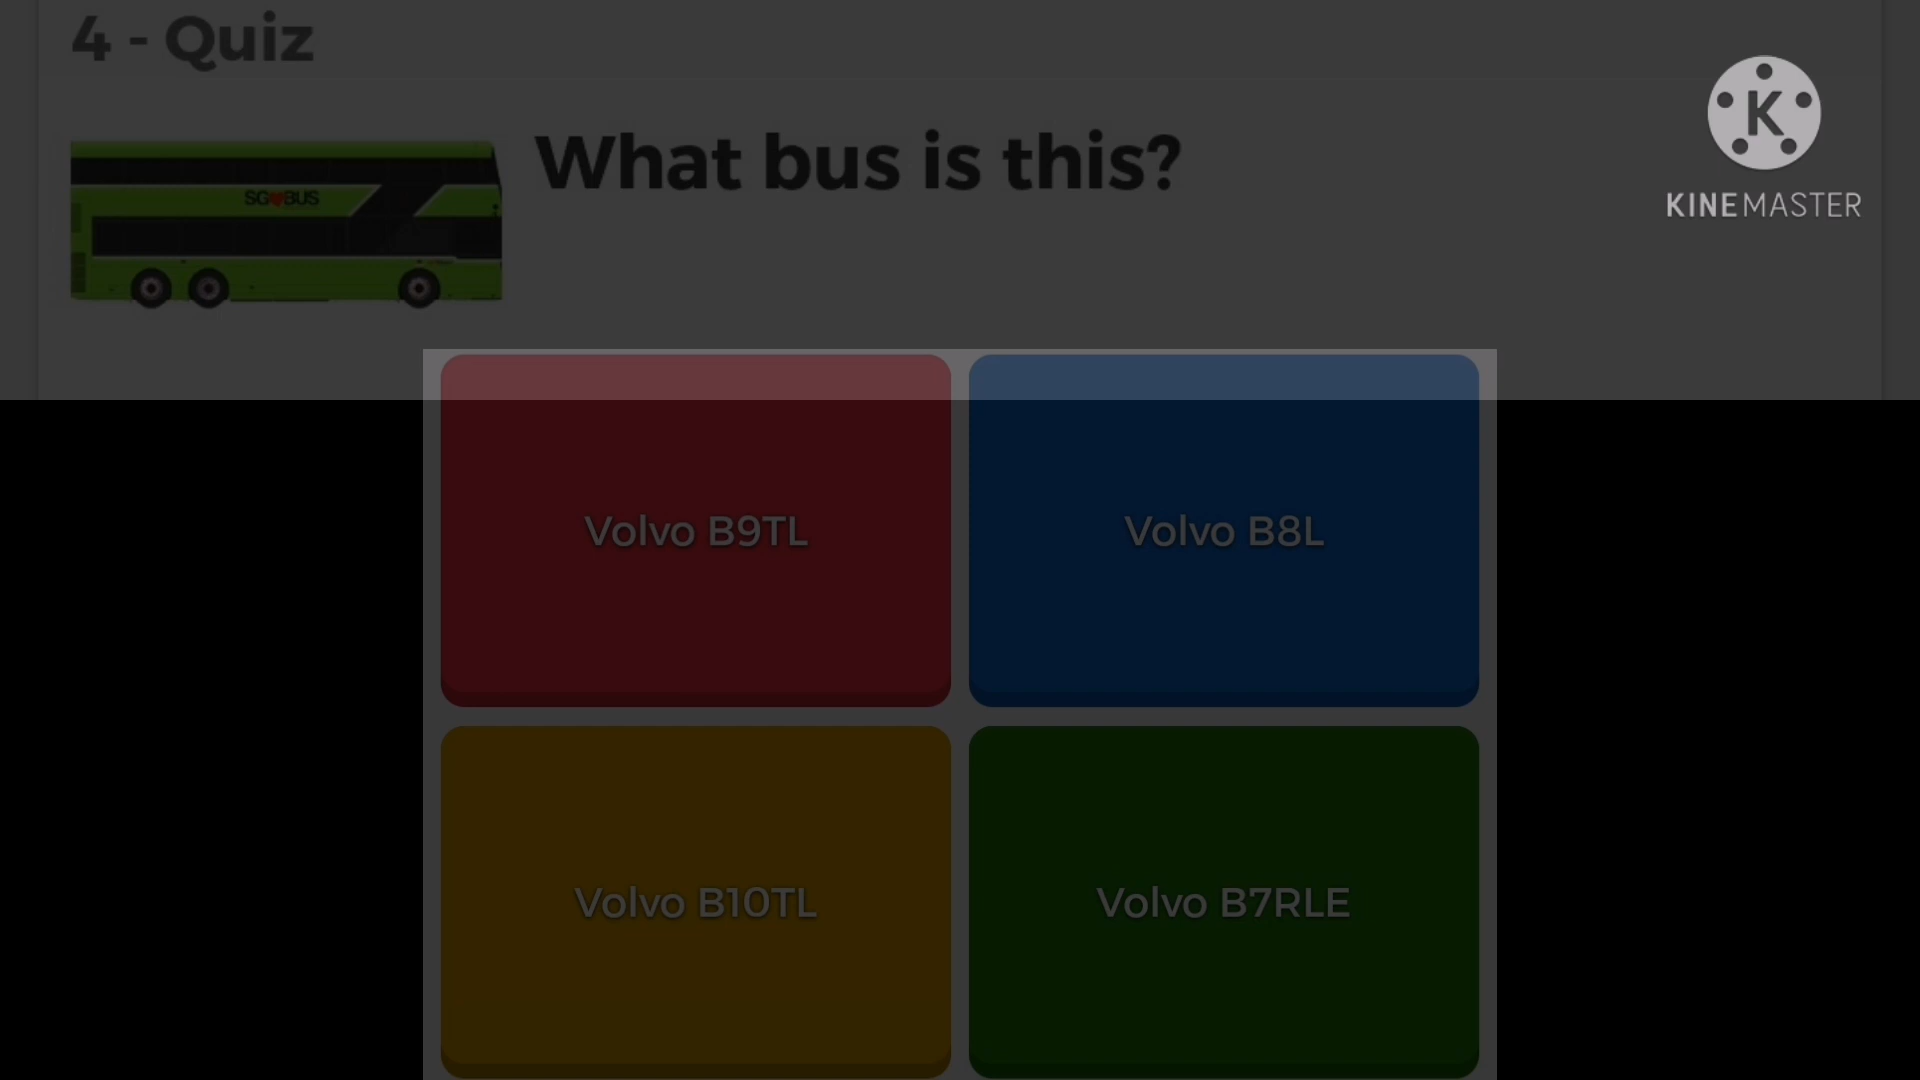 4 - Quiz
What bus is this?
SG❤BUS
K
KINEMASTER
Volvo B9TL
Volvo B8L
Volvo B10TL
Volvo B7RLE